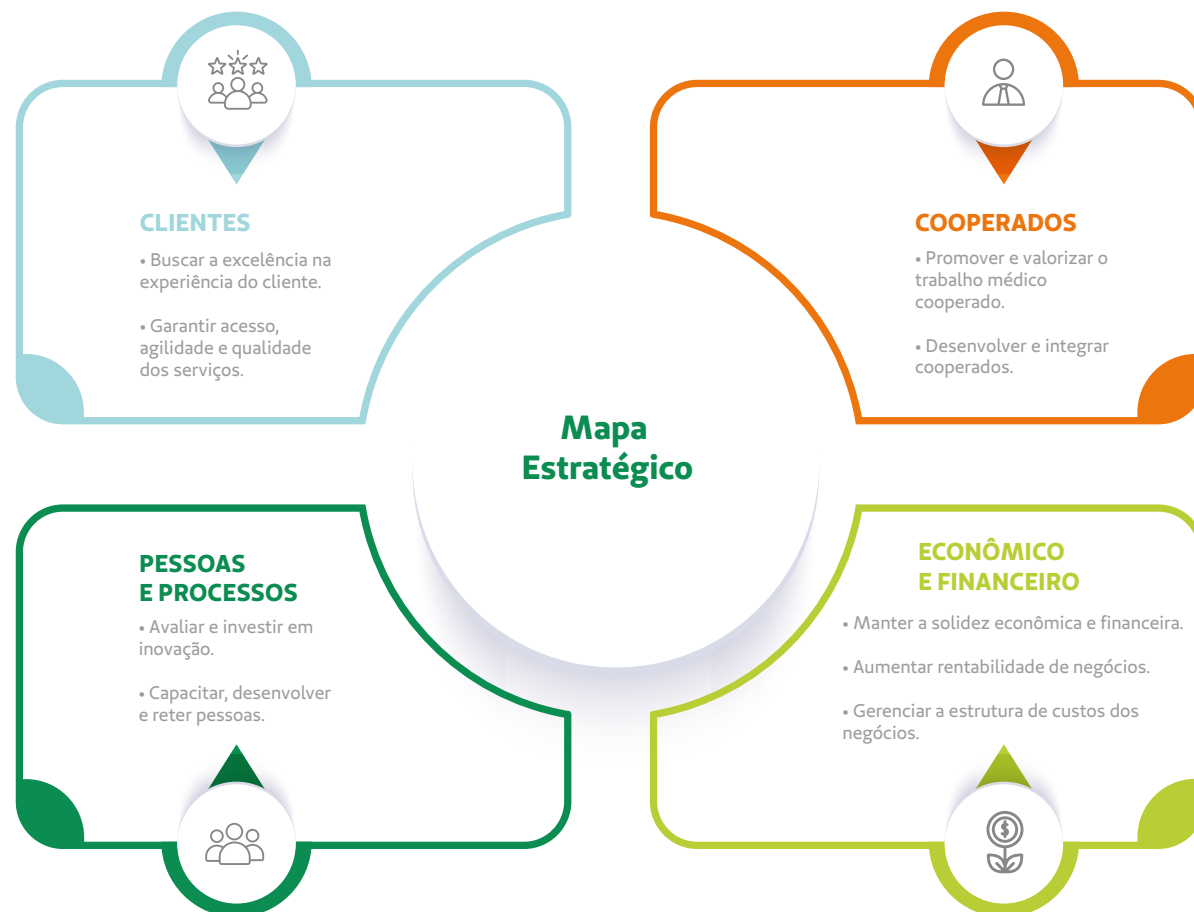 CLIENTES
• Buscar a excelência na
experiência do cliente.
• Garantir acesso,
agilidade e qualidade
dos serviços.
COOPERADOS
• Promover e valorizar o
trabalho médico
cooperado.
• Desenvolver e integrar
cooperados.
Mapa
Estratégico
PESSOAS
E PROCESSOS
• Avaliar e investir em
inovação.
• Capacitar, desenvolver
e reter pessoas.
ECONÔMICO
E FINANCEIRO
• Manter a solidez econômica e financeira.
• Aumentar rentabilidade de negócios.
• Gerenciar a estrutura de custos dos
negócios.
$